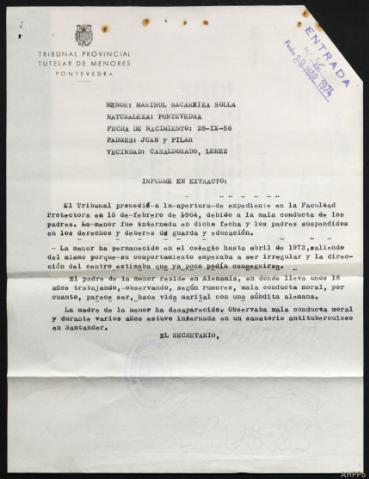 TRIBUNAL PROVINCIAL
TUTELAR DE MENORES
PONTEVEDRA
ENTRADA
MENOR: MARISOL BACARIZA SOLLA
NATURALEZA: PONTEVEDRA
FECHA DE NACIMIENTO: 28-IX-56
PADRES: JUAN y PILAR
VECINDAD: CASALDORADO, LEREZ
INFORME EN EXTRACTO:
El Tribunal procedió a la apertura de expediente en la Facultad
Protectora en 15 de febrero de 1964, debido a la mala conducta de los
padres. La menor fue internada en dicha fecha y los padres suspendidos
en los derechos y deberes de guarda y educación.
- La menor ha permanecido en el colegio hasta abril de 1973, saliendo
del mismo porque su comportamiento empezaba a ser irregular y la direc-
ción del centro estimaba que ya poco podía conseguirse.
El padre de la menor reside en Alemania, en donde lleva unos 16
años trabajando, observando, según rumores, mala conducta moral, por
cuanto, parece ser, hace vida marital con una súbdita alemana.
La madre de la menor ha desaparecido. Observaba mala conducta moral
y durante varios años estuvo internada en un sanatorio antituberculoso
en Santander.
EL SECRETARIO,